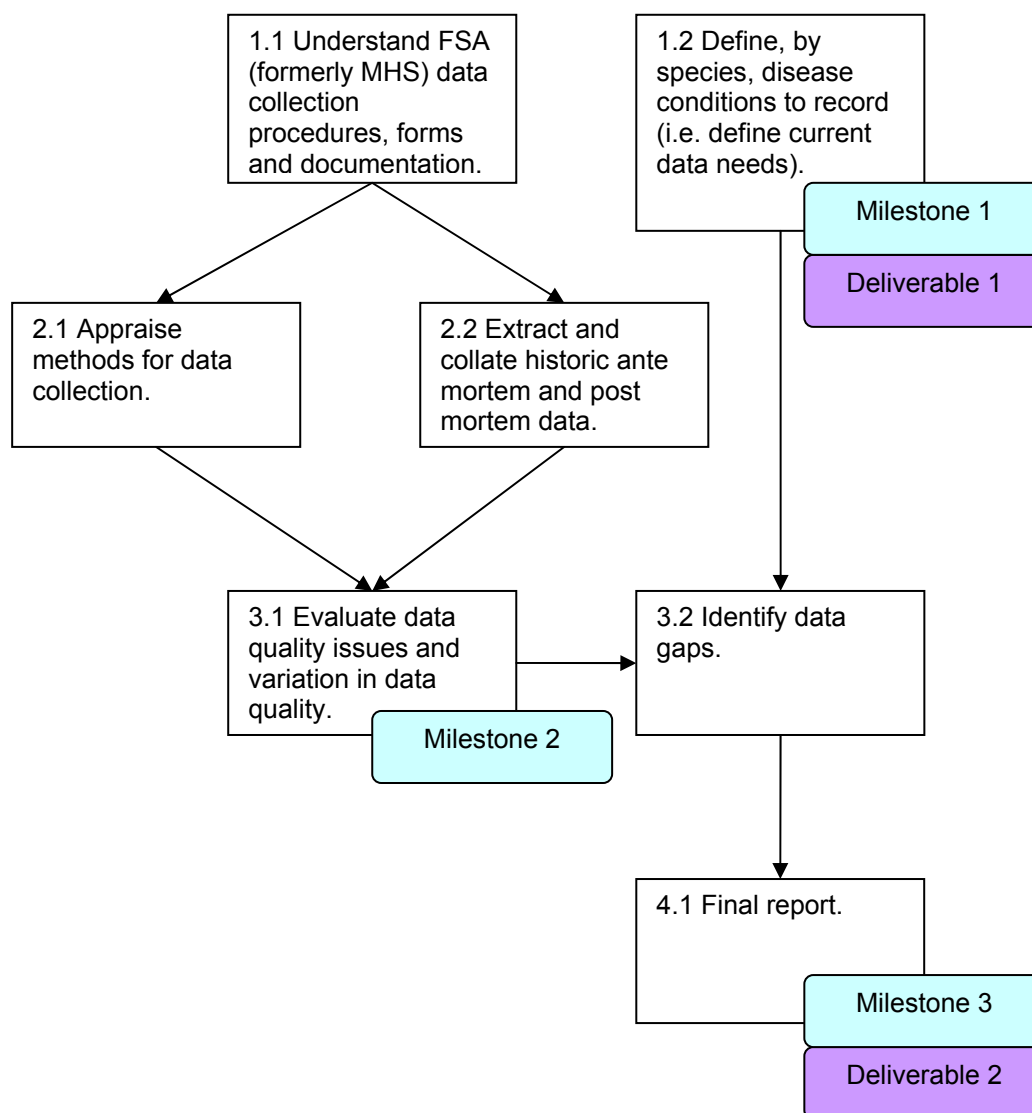 1.1 Understand FSA
(formerly MHS) data
collection
procedures, forms
and documentation.
1.2 Define, by
species, disease
conditions to record
(i.e. define current
data needs).
Milestone 1
Deliverable 1
2.1 Appraise
methods for data
collection.
2.2 Extract and
collate historic ante
mortem and post
mortem data.
3.1 Evaluate data
quality issues and
variation in data
quality.
Milestone 2
3.2 Identify data
gaps.
4.1 Final report.
Milestone 3
Deliverable 2